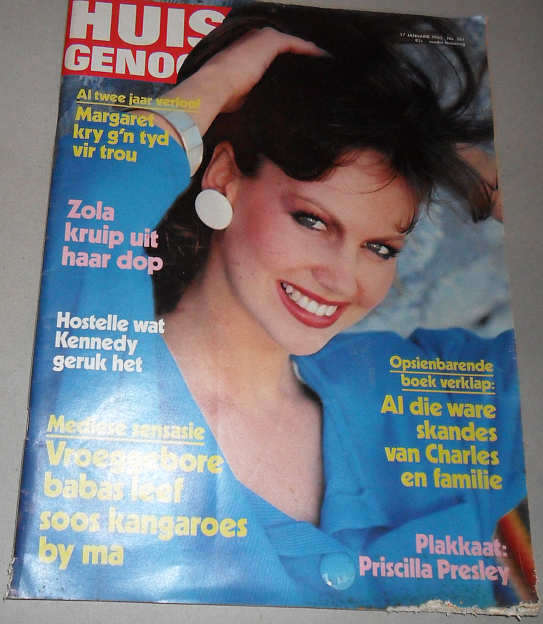 HUIS
GENOO
17 JANUARIE
Al twee jaar verloof
Margaret
kry g'n tyd
vir trou
Zola
kruip uit
haar dop
Hostelle wat
Kennedy
geruk het
Mediese sensasie
Vroeggebore
babas leef
soos kangaroes
by ma
Opsienbarende
boek verklap:
Al die ware
skandes
van Charles
en familie
Plakkaat:
Priscilla Presley